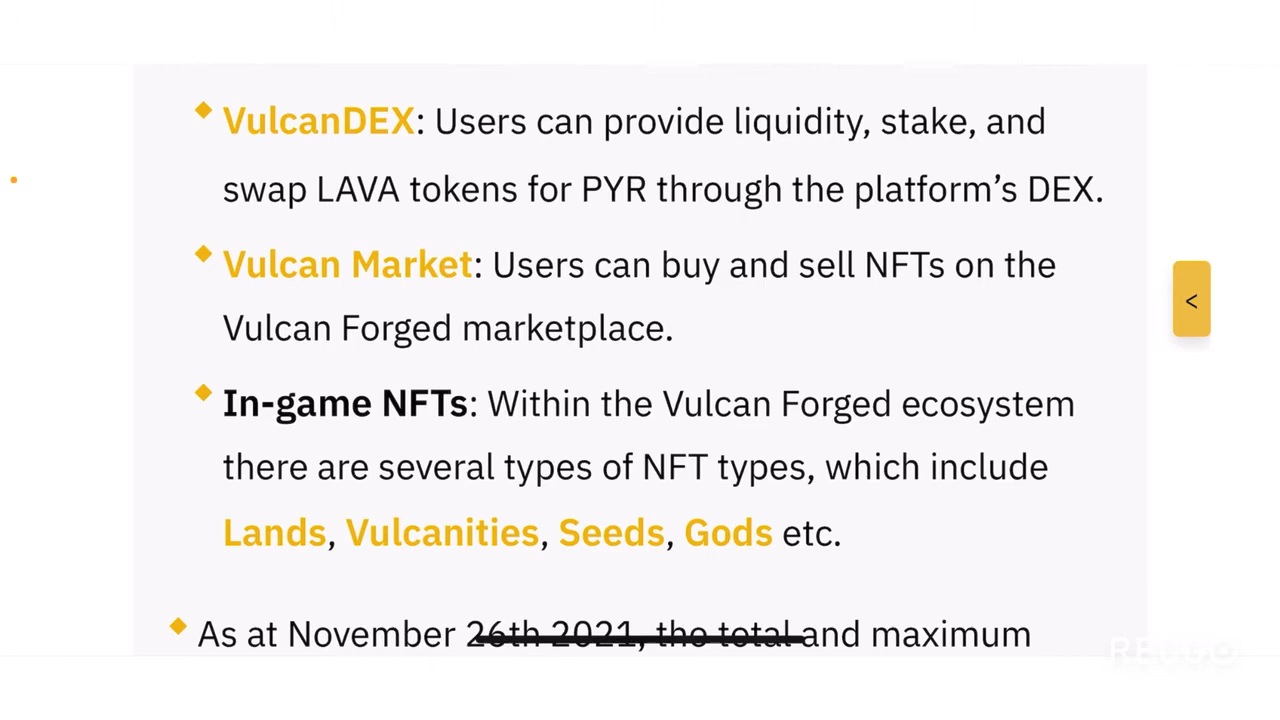 VulcanDEX: Users can provide liquidity, stake, and
swap LAVA tokens for PYR through the platform’s DEX.
Vulcan Market: Users can buy and sell NFTs on the
Vulcan Forged marketplace.
In-game NFTs: Within the Vulcan Forged ecosystem
there are several types of NFT types, which include
Lands, Vulcanities, Seeds, Gods etc.
As at November 26th 2021, the total and maximum
<